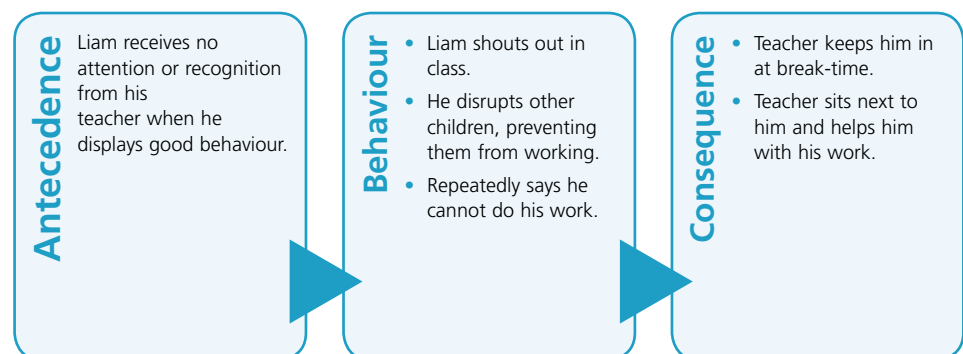 Antecedence
Liam receives no
attention or recognition
from his
teacher when he
displays good behaviour.
Behaviour
• Liam shouts out in
class.
• He disrupts other
children, preventing
them from working.
• Repeatedly says he
cannot do his work.
Consequence
• Teacher keeps him in
at break-time.
• Teacher sits next to
him and helps him
with his work.